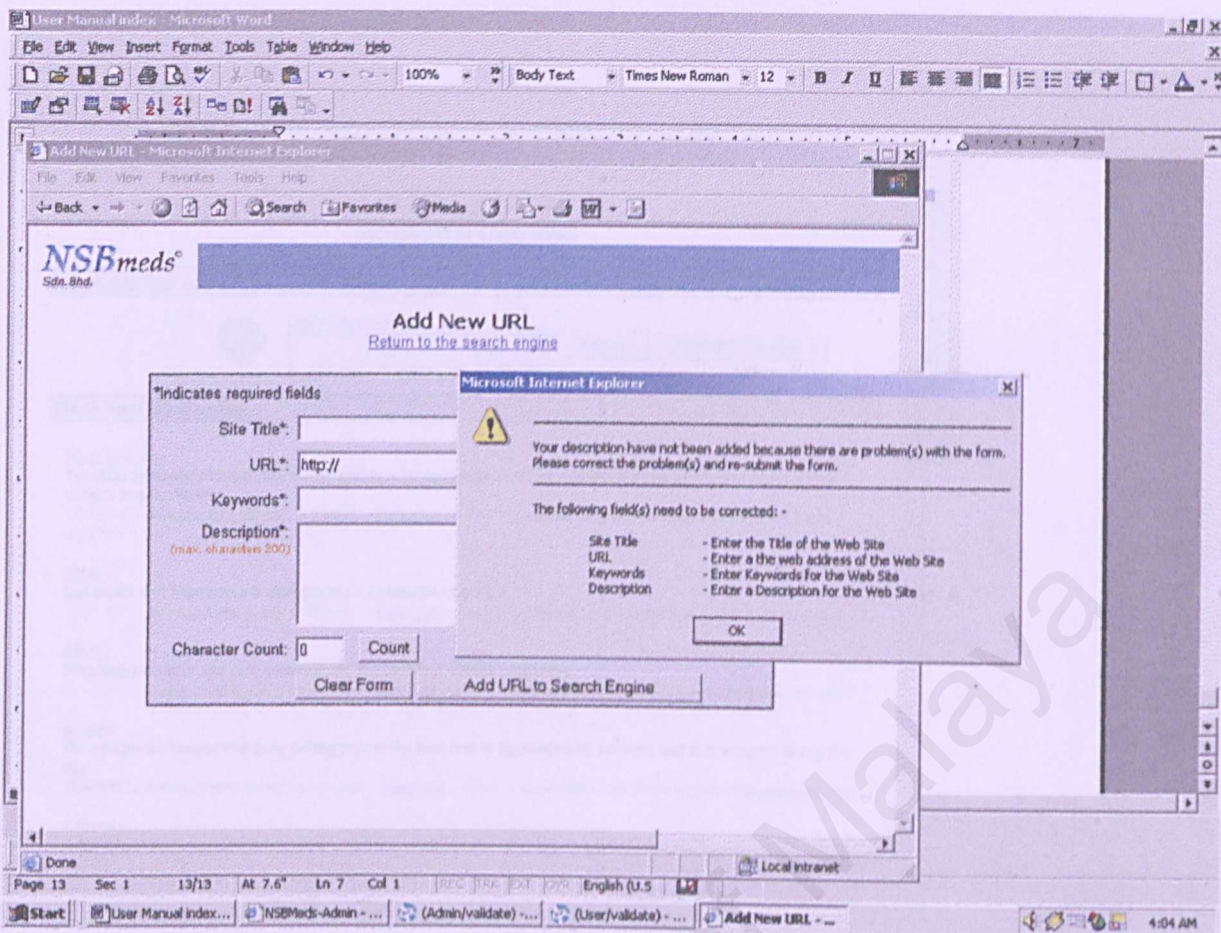 User Manual index - Microsoft Word
File Edit View Insert Format Tools Table Window Help
100% Body Text Times New Roman 12 B I U
Add New URL - Microsoft Internet Explorer
File Edit View Favorites Tools Help
Back Search Favorites Media
NSBmeds©
Sdn. Bhd.
Add New URL
Return to the search engine
*Indicates required fields
Site Title*:
URL*: http://
Keywords*:
Description*:
(max. characters 200)
Character Count: 0 Count
Clear Form Add URL to Search Engine
Microsoft Internet Explorer
Your description have not been added because there are problem(s) with the form.
Please correct the problem(s) and re-submit the form.
The following field(s) need to be corrected: -
Site Title - Enter the Title of the Web Site
URL - Enter a the web address of the Web Site
Keywords - Enter Keywords for the Web Site
Description - Enter a Description for the Web Site
OK
Done Local intranet
Page 13 Sec 1 13/13 At 7.6" Ln 7 Col 1 REC TRK EXT OVR English (U.S
Start User Manual index... NSBMeds-Admin - ... (Admin/validate) -... (User/validate) - ... Add New URL - ... 4:04 AM
Malaya